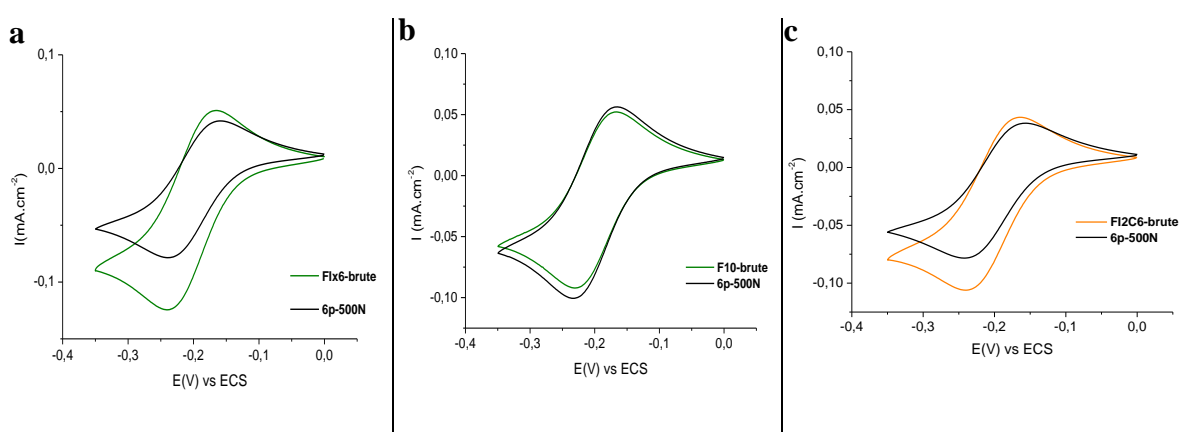 a
0,1
0,0
-0,1
I(mA.cm-2)
Flx6-brute
6p-500N
-0,4 -0,3 -0,2 -0,1 0,0
E(V) vs ECS
b
0,10
0,05
0,00
-0,05
-0,10
I (mA.cm-2)
F10-brute
6p-500N
-0,4 -0,3 -0,2 -0,1 0,0
E(V) vs ECS
c
0,10
0,05
0,00
-0,05
-0,10
I (mA.cm-2)
FI2C6-brute
6p-500N
-0,4 -0,3 -0,2 -0,1 0,0
E(V) vs ECS